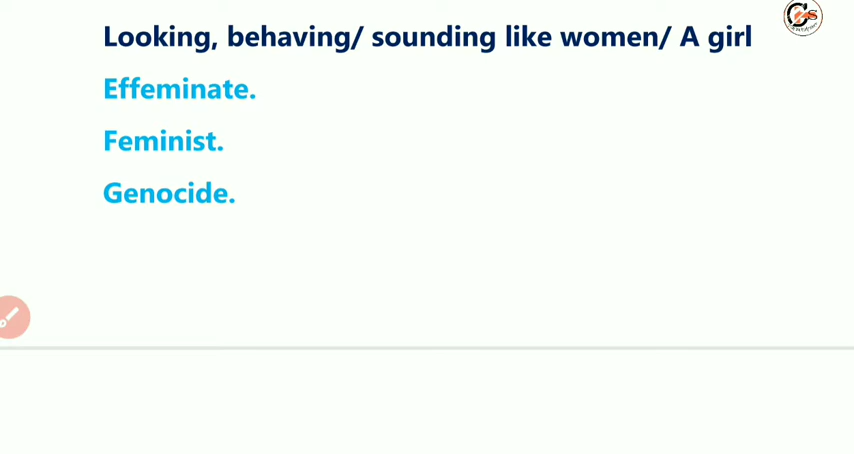 Looking, behaving/ sounding like women/ A girl
Effeminate.
Feminist.
Genocide.